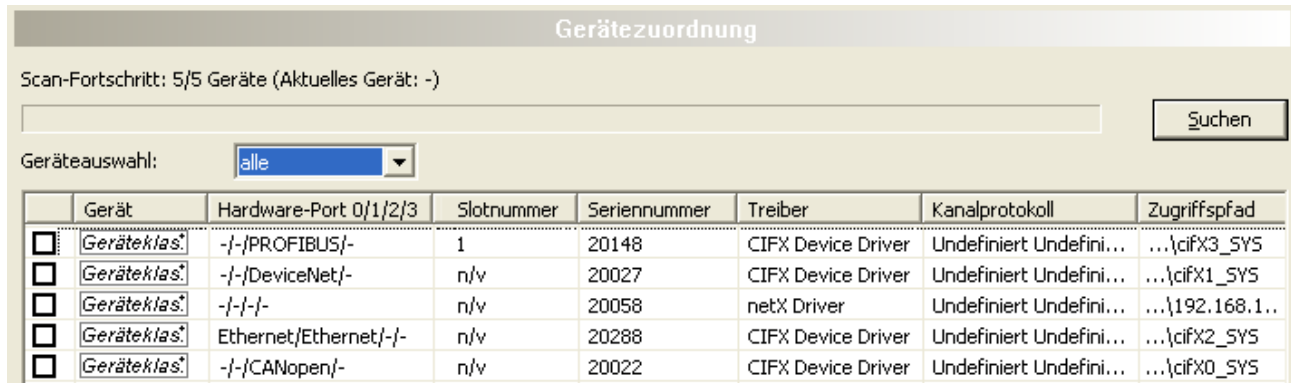 Gerätezuordnung
Scan-Fortschritt: 5/5 Geräte (Aktuelles Gerät: -)
Suchen
Geräteauswahl: alle
Gerät Hardware-Port 0/1/2/3 Slotnummer Seriennummer Treiber Kanalprotokoll Zugriffspfad
Geräteklas. -/-/PROFIBUS/- 1 20148 CIFX Device Driver Undefiniert Undefini... ...\cifX3_SYS
Geräteklas. -/-/DeviceNet/- n/v 20027 CIFX Device Driver Undefiniert Undefini... ...\cifX1_SYS
Geräteklas. -/-/-/- n/v 20058 netX Driver Undefiniert Undefini... ...\192.168.1..
Geräteklas. Ethernet/Ethernet/-/- n/v 20288 CIFX Device Driver Undefiniert Undefini... ...\cifX2_SYS
Geräteklas. -/-/CANopen/- n/v 20022 CIFX Device Driver Undefiniert Undefini... ...\cifX0_SYS